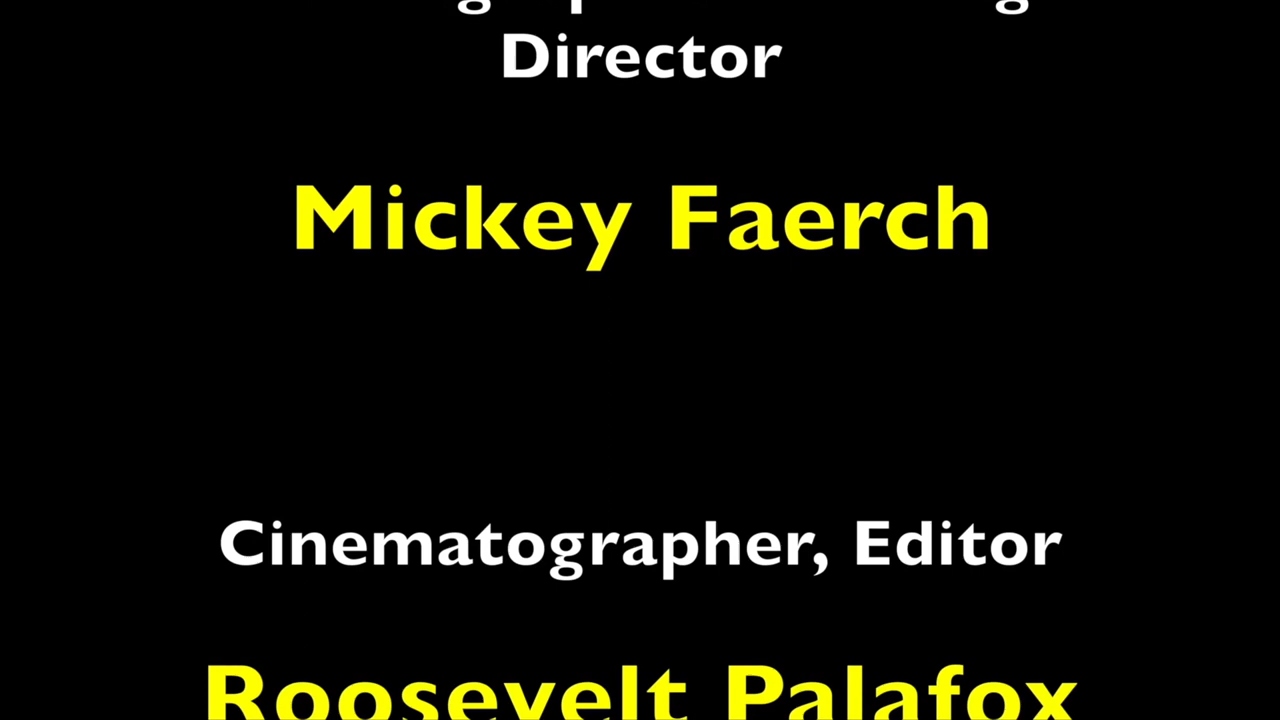 Director
Mickey Faerch
Cinematographer, Editor
Roosevelt Palafox